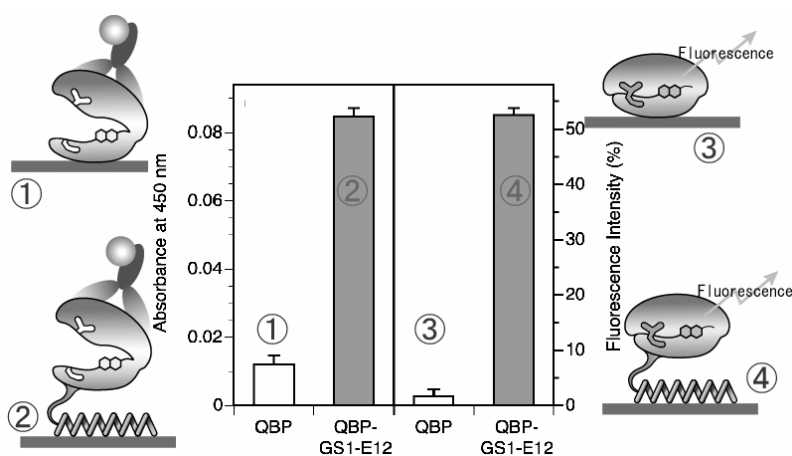 Fluorescence
①
③
Absorbance at 450 nm
0.08
0.06
0.04
0.02
0
②
④
①
③
50
40
30
20
10
0
Fluorescence Intensity (%)
QBP
QBP-
GS1-E12
QBP
QBP-
GS1-E12
②
Fluorescence
④